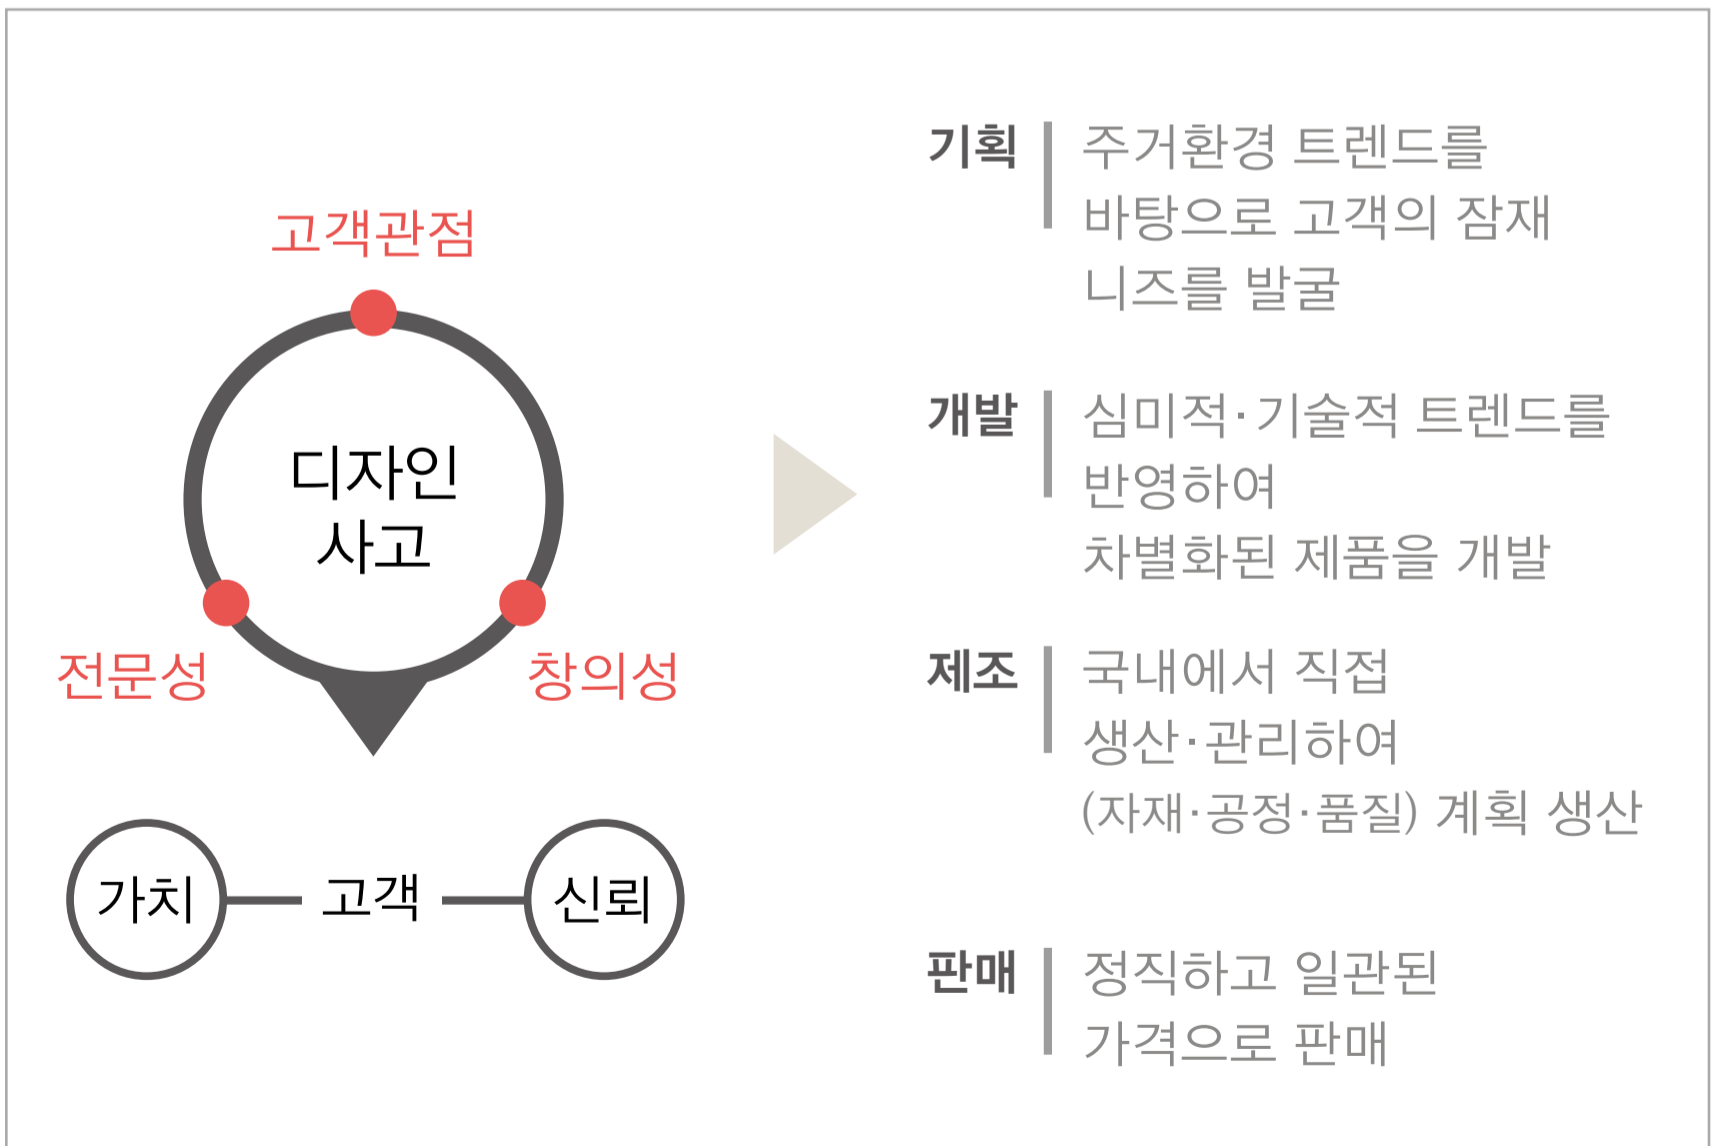 고객관점
디자인
사고
전문성
창의성
가치
고객
신뢰
기획
주거환경 트렌드를
바탕으로 고객의 잠재
니즈를 발굴
개발
심미적·기술적 트렌드를
반영하여
차별화된 제품을 개발
제조
국내에서 직접
생산·관리하여
(자재·공정·품질) 계획 생산
판매
정직하고 일관된
가격으로 판매